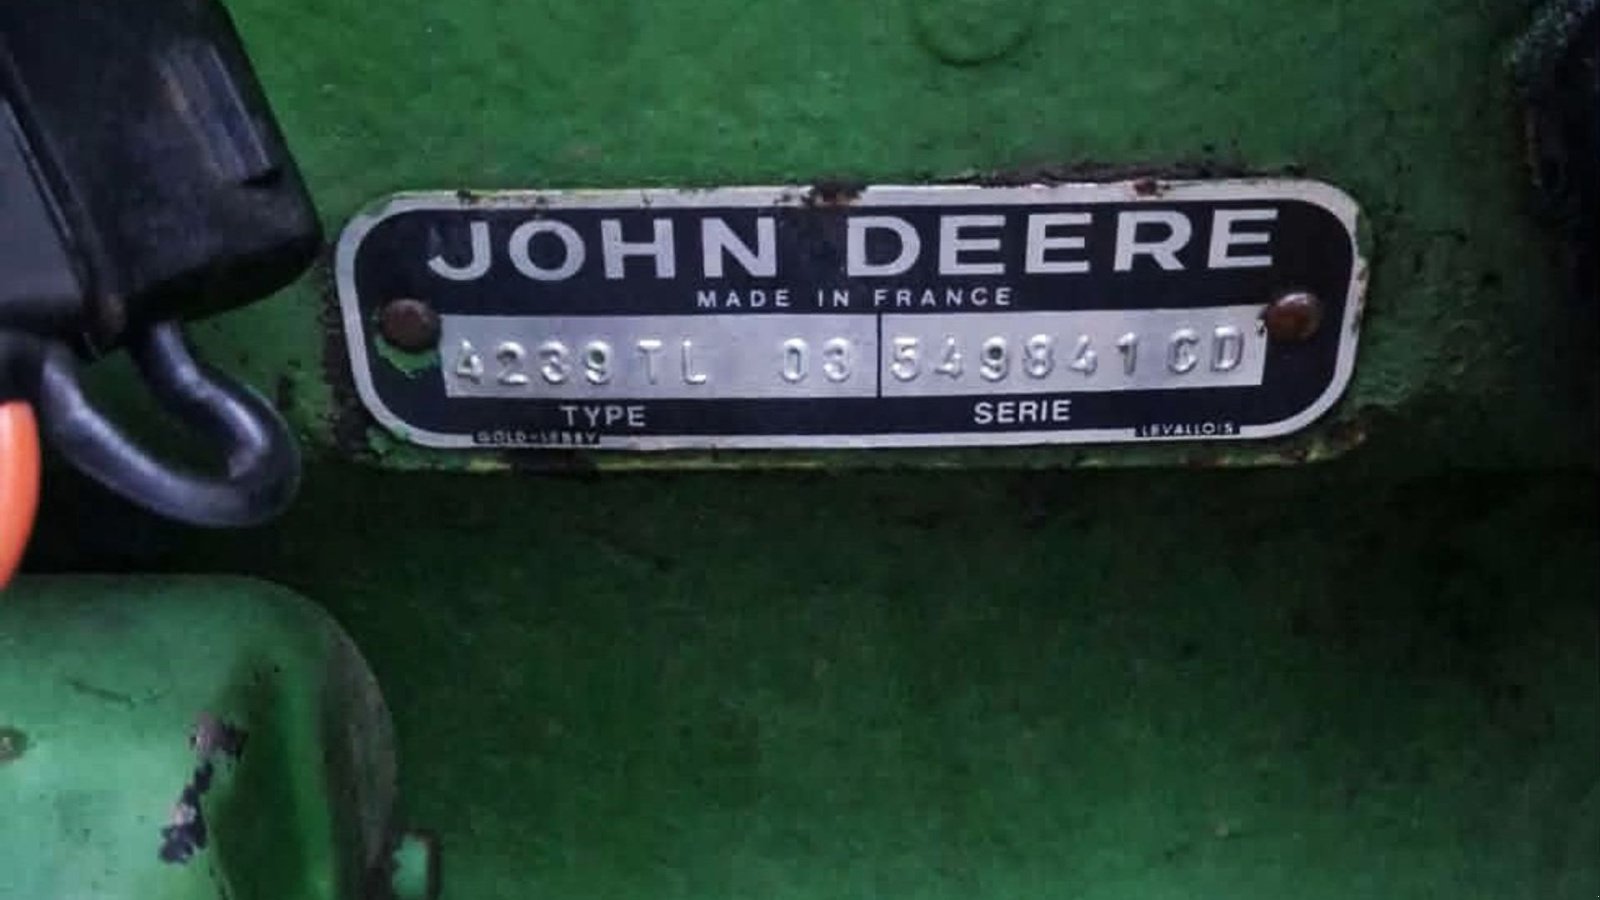 JOHN DEERE
MADE IN FRANCE
4239TL 03 549841CD
TYPE SERIE
LEVALLOIS